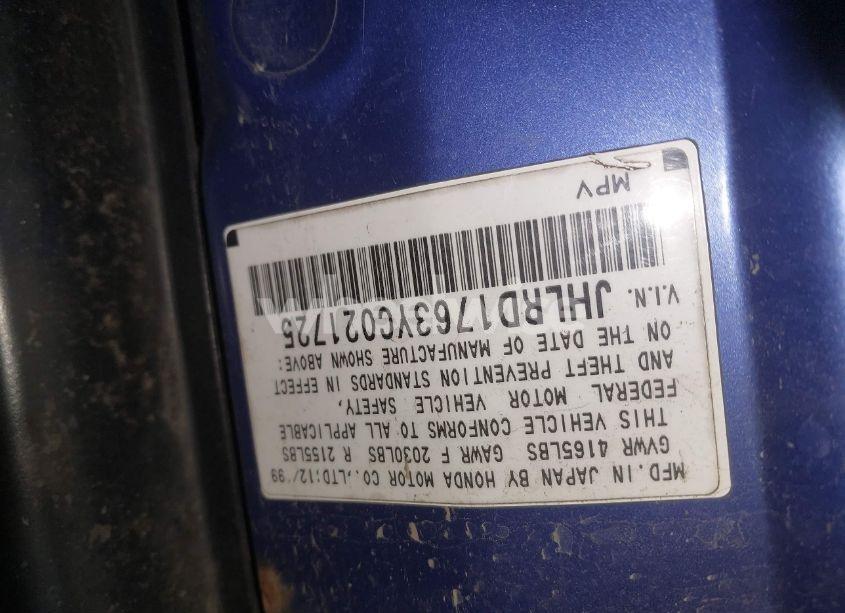 MFD.IN JAPAN BY HONDA MOTOR CO.,LTD:12/'99
GVWR 4165LBS GAWR F 2030LBS R 2155LBS
THIS VEHICLE CONFORMS TO ALL APPLICABLE
FEDERAL MOTOR VEHICLE SAFETY,
AND THEFT PREVENTION STANDARDS IN EFFECT
ON THE DATE OF MANUFACTURE SHOWN ABOVE:
V.I.N. JHLRD1763YC021725
MPV